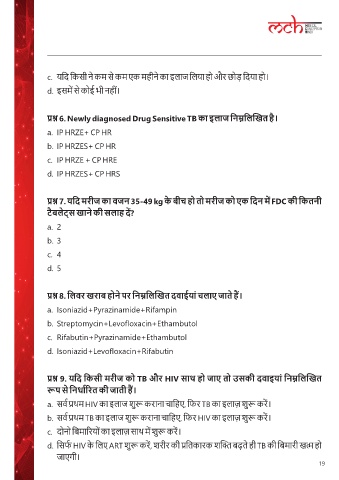 mch
c. यदि किसी ने कम से कम एक महीने का इलाज लिया हो और छोड़ दिया हो।
d. इसमें से कोई भी नहीं।
प्रश्न 6. Newly diagnosed Drug Sensitive TB का इलाज निम्नलिखित है।
a. IP HRZE+ CP HR
b. IP HRZES+ CP HR
c. IP HRZE + CP HRE
d. IP HRZES+ CP HRS
प्रश्न 7. यदि मरीज का वजन 35-49 kg के बीच हो तो मरीज को एक दिन में FDC की कितनी
टैबलेट्स खाने की सलाह दें?
a. 2
b. 3
c. 4
d. 5
प्रश्न 8. लिवर खराब होने पर निम्नलिखित दवाईयां चलाए जाते हैं।
a. Isoniazid+Pyrazinamide+Rifampin
b. Streptomycin+Levofloxacin+Ethambutol
c. Rifabutin+Pyrazinamide+Ethambutol
d. Isoniazid+Levofloxacin+Rifabutin
प्रश्न 9. यदि किसी मरीज को TB और HIV साथ हो जाए तो उसकी दवाइयां निम्नलिखित
रूप से निर्धारित की जाती हैं।
a. सर्व प्रथम HIV का इलाज शुरू कराना चाहिए, फिर TB का इलाज़ शुरू करें।
b. सर्व प्रथम TB का इलाज शुरू कराना चाहिए, फिर HIV का इलाज़ शुरू करें।
c. दोनो बिमारियों का इलाज़ साथ में शुरू करें।
d. सिर्फ HIV के लिए ART शुरू करें, शरीर की प्रतिकारक शक्ति बढ़ते ही TB की बिमारी खत्म हो
जाएगी।
19